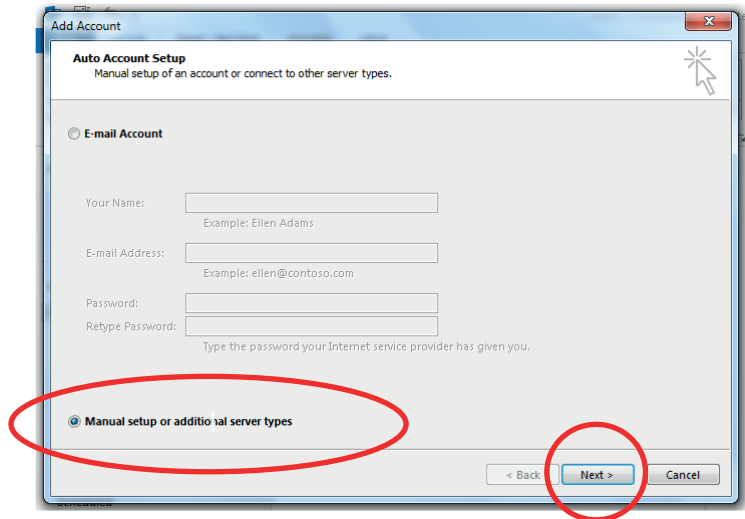 Add Account
Auto Account Setup
Manual setup of an account or connect to other server types.
E-mail Account
Your Name:
Example: Ellen Adams
E-mail Address:
Example: ellen@contoso.com
Password:
Retype Password:
Type the password your Internet service provider has given you.
Manual setup or additional server types
< Back Next > Cancel